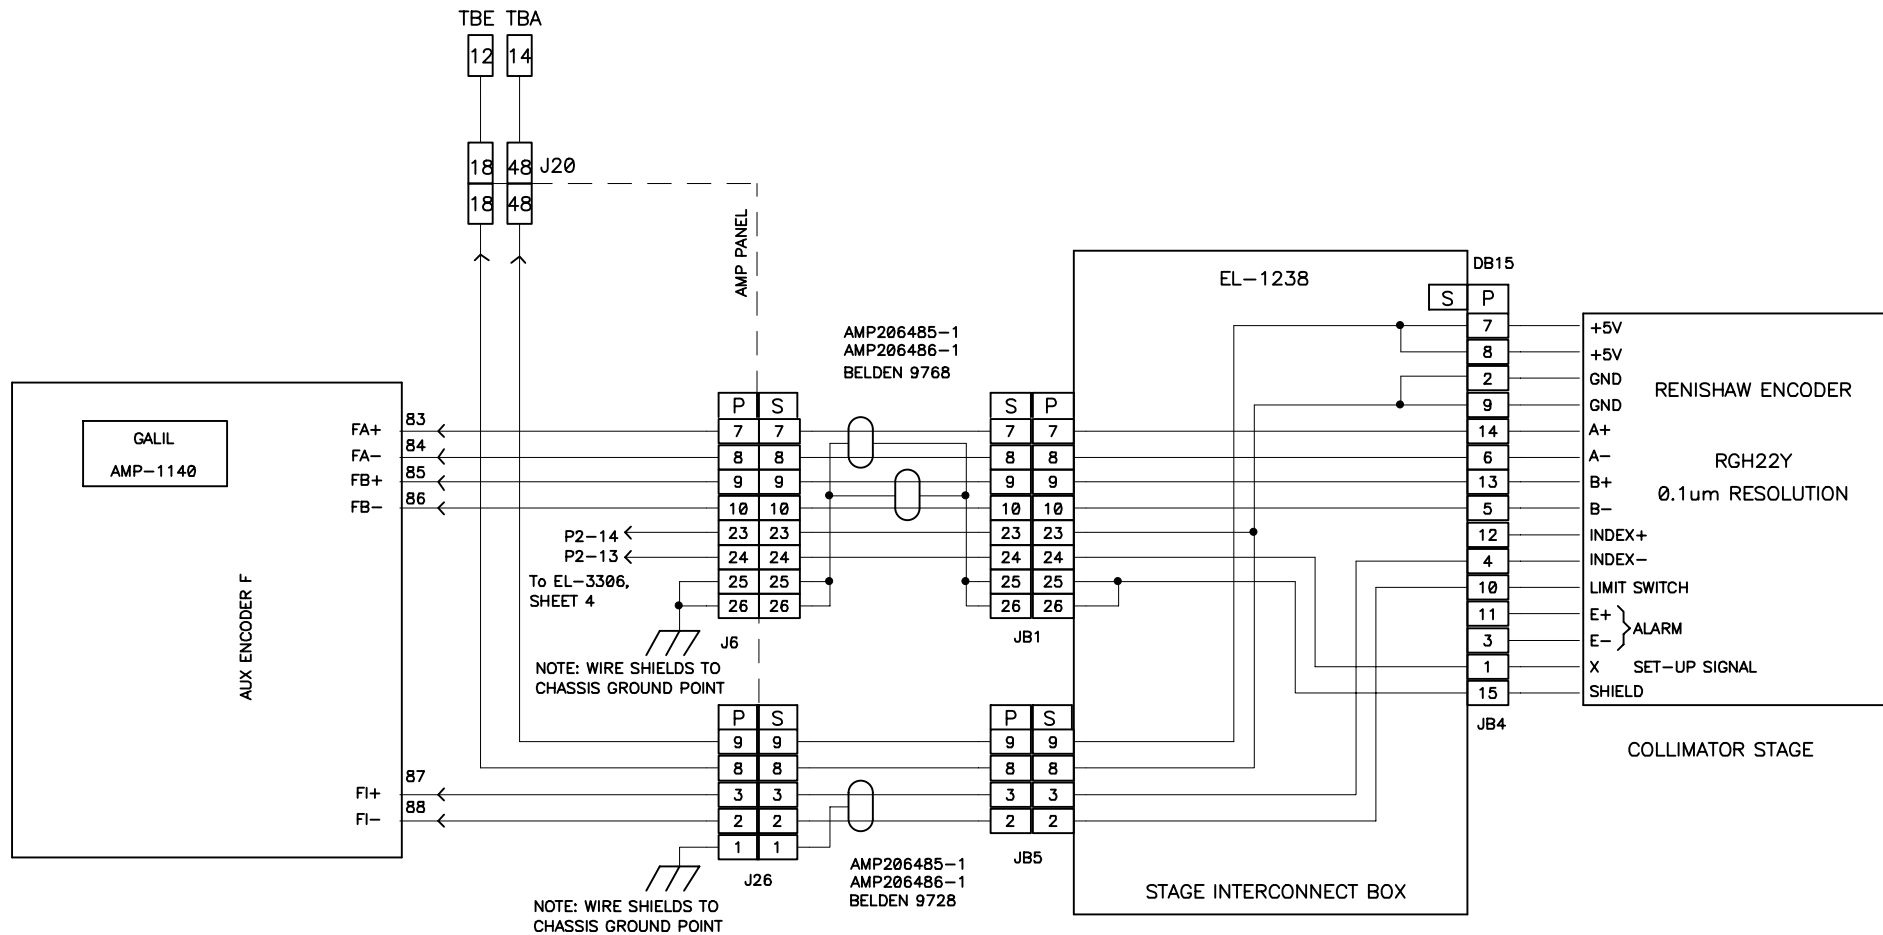 TBE TBA
12 14
18 48 J20
18 48
AMP PANEL
GALIL
AMP-1140
AUX ENCODER F
FA+ 83
FA- 84
FB+ 85
FB- 86
FI+ 87
FI- 88
P2-14
P2-13
To EL-3306,
SHEET 4
P S
7 7
8 8
9 9
10 10
23 23
24 24
25 25
26 26
J6
NOTE: WIRE SHIELDS TO
CHASSIS GROUND POINT
AMP206485-1
AMP206486-1
BELDEN 9768
S P
7 7
8 8
9 9
10 10
23 23
24 24
25 25
26 26
JB1
P S
9 9
8 8
3 3
2 2
1 1
J26
NOTE: WIRE SHIELDS TO
CHASSIS GROUND POINT
AMP206485-1
AMP206486-1
BELDEN 9728
P S
9 9
8 8
3 3
2 2
JB5
EL-1238
STAGE INTERCONNECT BOX
DB15
S P
7 +5V
8 +5V
2 GND
9 GND
14 A+
6 A-
13 B+
5 B-
12 INDEX+
4 INDEX-
10 LIMIT SWITCH
11 E+
3 E-
ALARM
1 X SET-UP SIGNAL
15 SHIELD
JB4
RENISHAW ENCODER
RGH22Y
0.1um RESOLUTION
COLLIMATOR STAGE